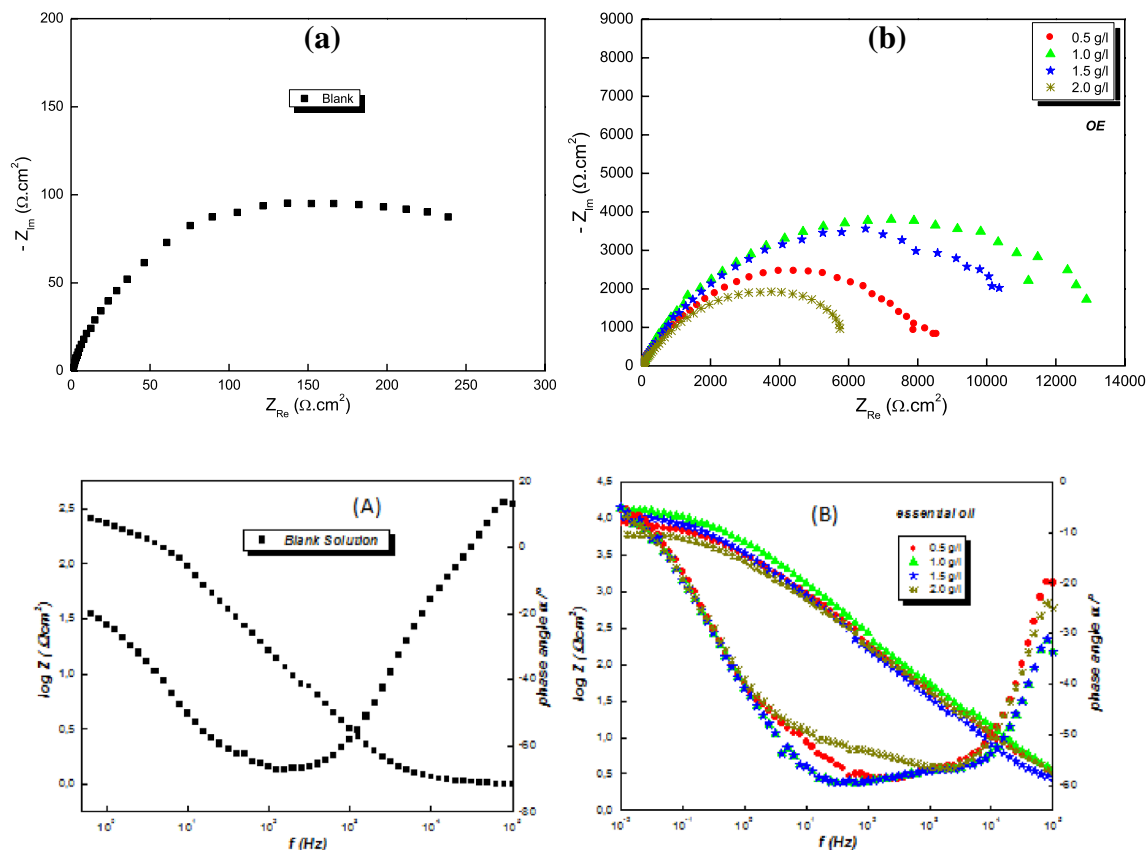 (a)
200
150
100
50
0
- Z_Im (Ω.cm²)
Blank
0 50 100 150 200 250 300
Z_Re (Ω.cm²)
(b)
9000
8000
7000
6000
5000
4000
3000
2000
1000
0
- Z_Im (Ω.cm²)
0.5 g/l
1.0 g/l
1.5 g/l
2.0 g/l
OE
0 2000 4000 6000 8000 10000 12000 14000
Z_Re (Ω.cm²)
(A)
2,5
2,0
1,5
1,0
0,5
0,0
log Z ( Ωcm²)
Blank Solution
20
0
-20
-40
-60
-80
phase angle α /°
f (Hz)
(B)
4,5
4,0
3,5
3,0
2,5
2,0
1,5
1,0
0,5
0,0
log Z ( Ωcm²)
essential oil
0.5 g/l
1.0 g/l
1.5 g/l
2.0 g/l
0
-10
-20
-30
-40
-50
-60
phase angle α /°
f (Hz)